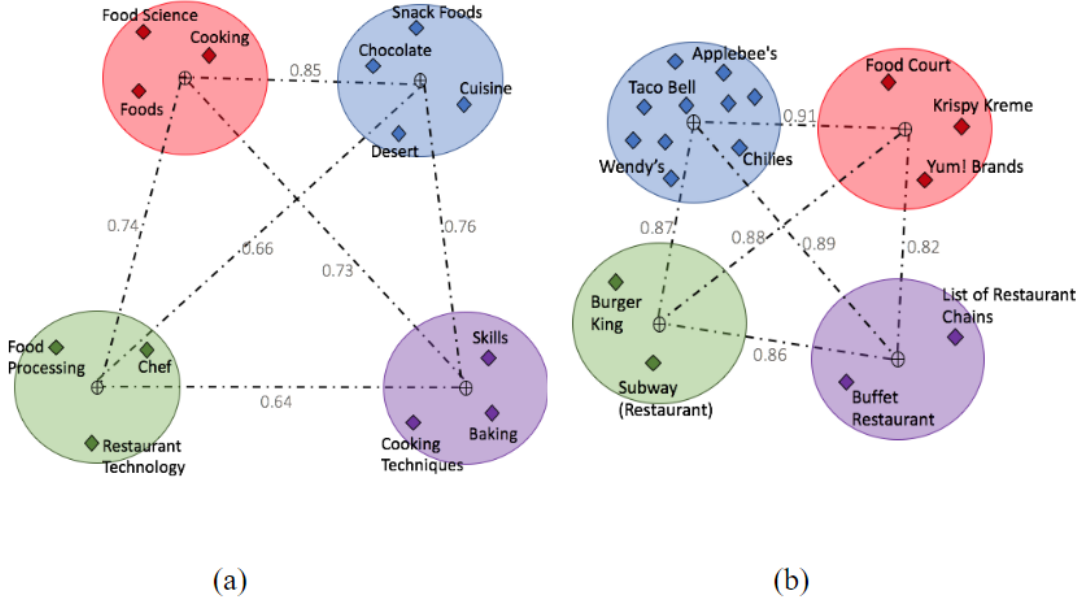 Food Science
Cooking
Foods
0.85
Snack Foods
Chocolate
Cuisine
Desert
0.74
0.66
0.73
0.76
Food
Processing
Chef
Restaurant
Technology
0.64
Skills
Baking
Cooking
Techniques
(a)
Applebee's
Taco Bell
Wendy's
Chilies
0.91
Food Court
Krispy Kreme
Yum! Brands
0.87
0.88
0.89
0.82
Burger
King
Subway
(Restaurant)
0.86
List of Restaurant
Chains
Buffet
Restaurant
(b)